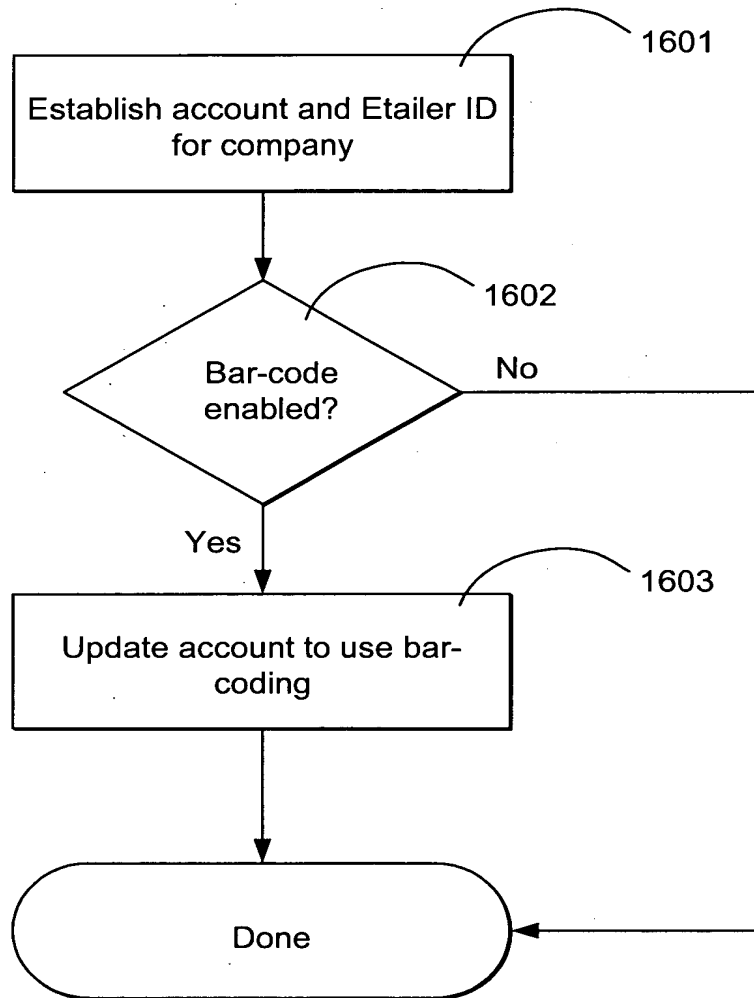 1601
Establish account and Etailer ID
for company
1602
Bar-code
enabled?
No
Yes
1603
Update account to use bar-
coding
Done